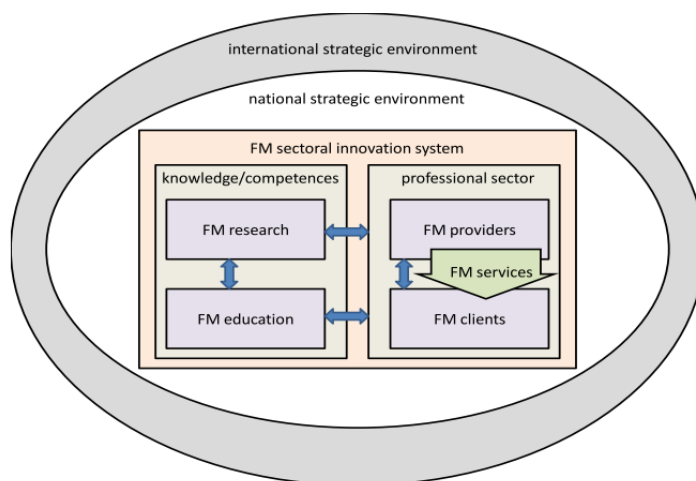 international strategic environment
national strategic environment
FM sectoral innovation system
knowledge/competences
professional sector
FM research
FM providers
FM services
FM education
FM clients